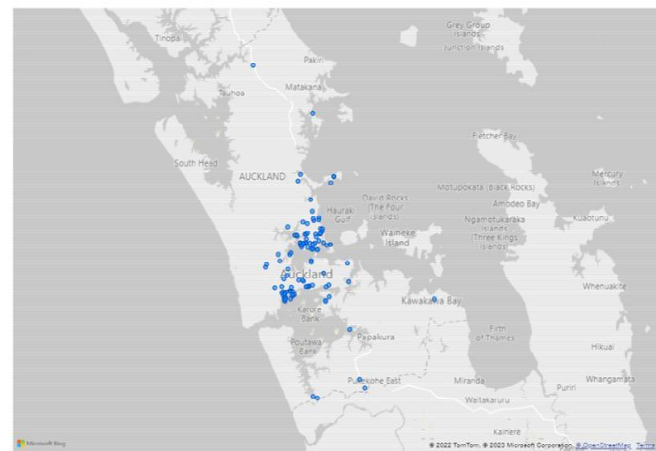 Grey Group
Islands
Junction Islands
Tinopai
Pakiri
Matakana
Tauhoa
Fletcher Bay
South Head
AUCKLAND
Mercury
Islands
Motupokata (Black Rocks)
David Rocks
(The Four
Islands)
Amodeo Bay
Hauraki
Gulf
Ngamotukaraka
Islands
(Three Kings
Islands)
Kuaotunu
Waiheke
Island
Auckland
Whenuakite
Kawakawa Bay
Karore
Bank
Firth
of Thames
Papakura
Poutawa
Bank
Hikuai
Pukekohe East
Miranda
Whangamata
Puriri
Waitakaruru
Kaihere
Microsoft Bing
© 2022 TomTom, © 2023 Microsoft Corporation, © OpenStreetMap Terms